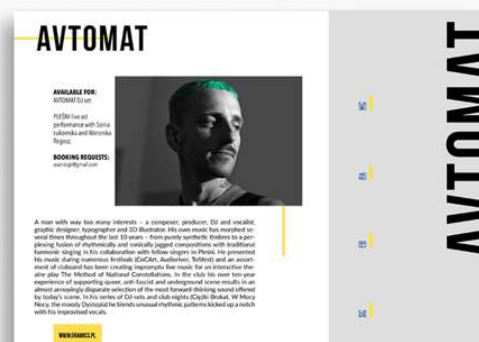 AVTOMAT
AVAILABLE FOR:
AVTOMAT DJ set
PLEŚŃ live act
performance with Sonia
Łukomska and Weronika
Regosz.
BOOKING REQUESTS:
A man with way too many interests – a composer, producer, DJ and vocalist,
graphic designer, typographer and 3D illustrator. His own music has morphed se-
veral times throughout the last 10 years – from purely synthetic timbres to a per-
plexing fusion of rhythmically and sonically jagged compositions with traditional
harmonic singing in his collaboration with fellow singers in Pleśni. He presented
his music during numerous festivals (CoCArt, Audioriver, Tofifest) and an assort-
ment of clubs and has been creating impromptu live music for an interactive the-
atre play The Method of National Constellations. In the club his over ten-year
experience of supporting queer, anti-fascist and underground scene results in an
almost annoyingly disparate selection of the most forward-thinking sound offered
by today's scene. In his series of DJ-sets and club nights (Ciężki Brokat, W Mocy
Nocy, the moody Dystopia) he blends unusual rhythmic patterns kicked up a notch
with his improvised vocals.
WWW.ORAMICS.PL
AVTOMAT